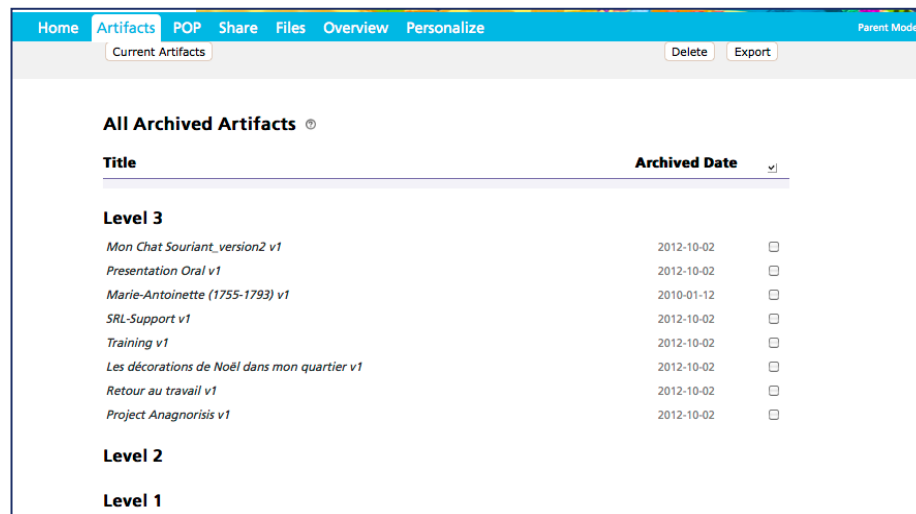 Home Artifacts POP Share Files Overview Personalize Parent Mode
Current Artifacts Delete Export
All Archived Artifacts ?
Title Archived Date
Level 3
Mon Chat Souriant_version2 v1 2012-10-02
Presentation Oral v1 2012-10-02
Marie-Antoinette (1755-1793) v1 2010-01-12
SRL-Support v1 2012-10-02
Training v1 2012-10-02
Les décorations de Noël dans mon quartier v1 2012-10-02
Retour au travail v1 2012-10-02
Project Anagnorisis v1 2012-10-02
Level 2
Level 1